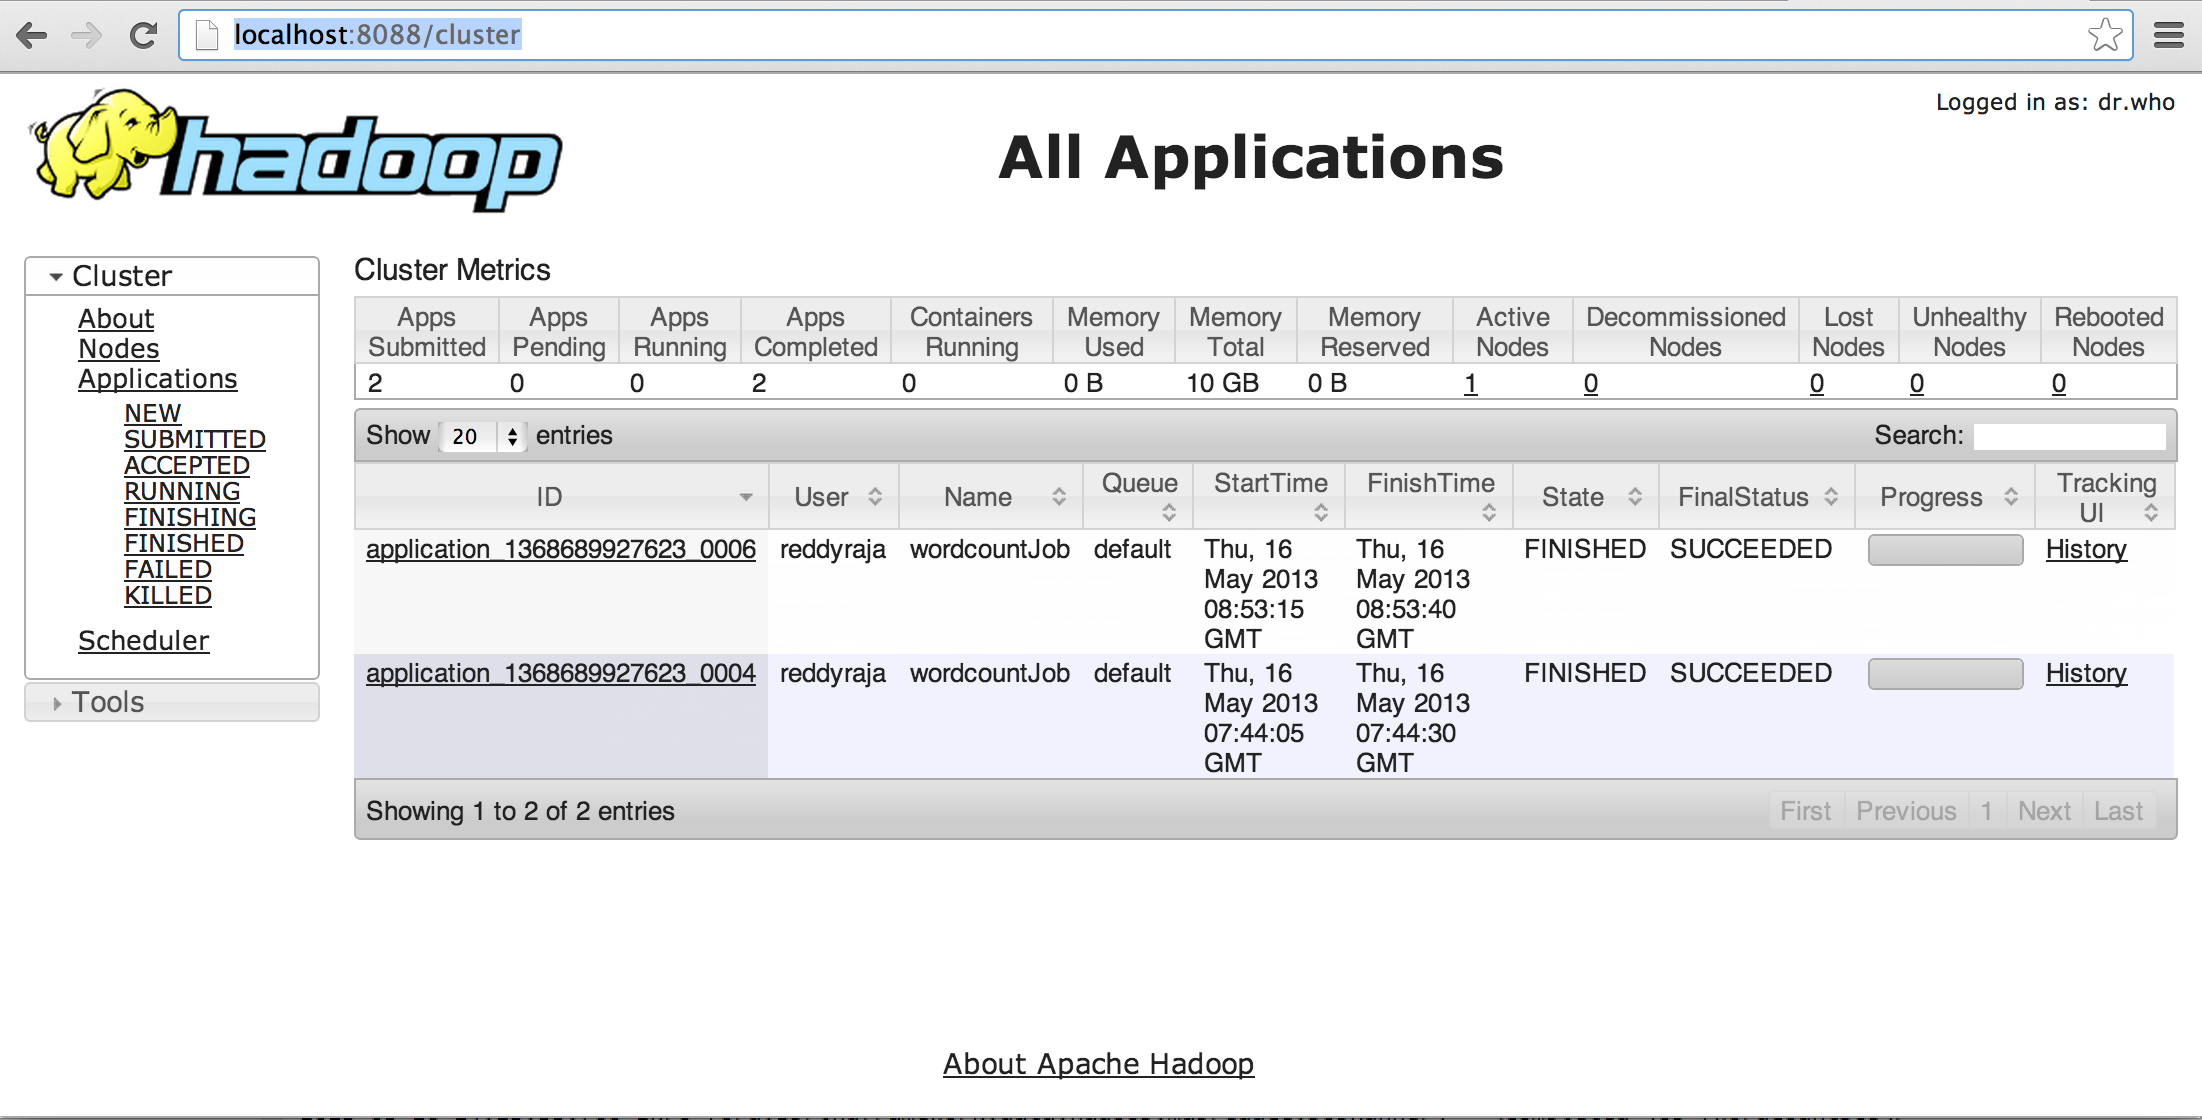 localhost:8088/cluster
Logged in as: dr.who
hadoop
All Applications
Cluster
About
Nodes
Applications
NEW
SUBMITTED
ACCEPTED
RUNNING
FINISHING
FINISHED
FAILED
KILLED
Scheduler
Tools
Cluster Metrics
Apps Submitted Apps Pending Apps Running Apps Completed Containers Running Memory Used Memory Total Memory Reserved Active Nodes Decommissioned Nodes Lost Nodes Unhealthy Nodes Rebooted Nodes
2 0 0 2 0 0 B 10 GB 0 B 1 0 0 0 0
Show 20 entries Search:
ID User Name Queue StartTime FinishTime State FinalStatus Progress Tracking UI
application_1368689927623_0006 reddyraja wordcountJob default Thu, 16 May 2013 08:53:15 GMT Thu, 16 May 2013 08:53:40 GMT FINISHED SUCCEEDED History
application_1368689927623_0004 reddyraja wordcountJob default Thu, 16 May 2013 07:44:05 GMT Thu, 16 May 2013 07:44:30 GMT FINISHED SUCCEEDED History
Showing 1 to 2 of 2 entries First Previous 1 Next Last
About Apache Hadoop